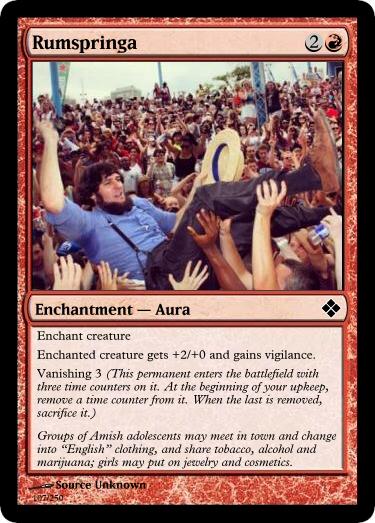 Rumspringa 2
Enchantment — Aura
Enchant creature
Enchanted creature gets +2/+0 and gains vigilance.
Vanishing 3 (This permanent enters the battlefield with
three time counters on it. At the beginning of your upkeep,
remove a time counter from it. When the last is removed,
sacrifice it.)
Groups of Amish adolescents may meet in town and change
into “English” clothing, and share tobacco, alcohol and
marijuana; girls may put on jewelry and cosmetics.
Source Unknown
107/250